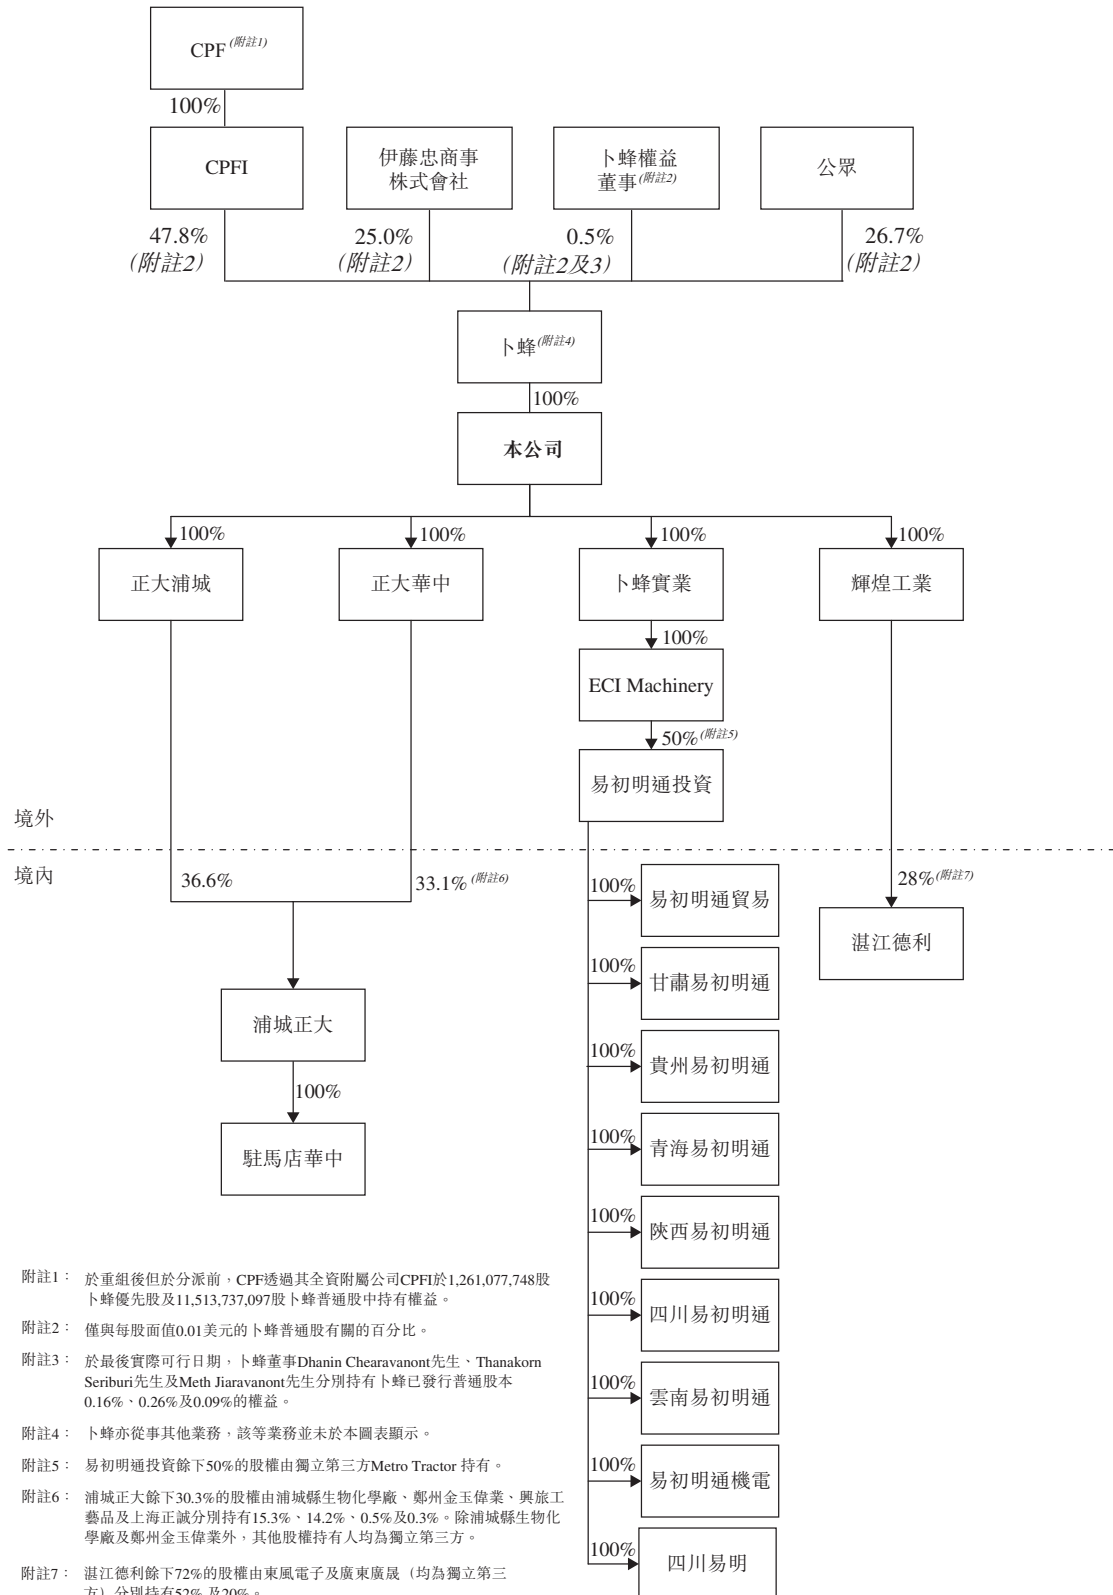 CPF(附註1)
100%
CPFI
伊藤忠商事
株式會社
卜蜂權益
董事(附註2)
公眾
47.8%
(附註2)
25.0%
(附註2)
0.5%
(附註2及3)
26.7%
(附註2)
卜蜂(附註4)
100%
本公司
100%
100%
100%
100%
正大浦城
正大華中
卜蜂實業
輝煌工業
100%
ECI Machinery
50%(附註5)
易初明通投資
境外
境內
36.6%
33.1%(附註6)
28%(附註7)
湛江德利
浦城正大
100%
駐馬店華中
100%
易初明通貿易
100%
甘肅易初明通
100%
貴州易初明通
100%
青海易初明通
100%
陝西易初明通
100%
四川易初明通
100%
雲南易初明通
100%
易初明通機電
100%
四川易明
附註1： 於重組後但於分派前，CPF透過其全資附屬公司CPFI於1,261,077,748股
卜蜂優先股及11,513,737,097股卜蜂普通股中持有權益。
附註2： 僅與每股面值0.01美元的卜蜂普通股有關的百分比。
附註3： 於最後實際可行日期，卜蜂董事Dhanin Chearavanont先生、Thanakorn
Seriburi先生及Meth Jiaravanont先生分別持有卜蜂已發行普通股本
0.16%、0.26%及0.09%的權益。
附註4： 卜蜂亦從事其他業務，該等業務並未於本圖表顯示。
附註5： 易初明通投資餘下50%的股權由獨立第三方Metro Tractor 持有。
附註6： 浦城正大餘下30.3%的股權由浦城縣生物化學廠、鄭州金玉偉業、興旅工
藝品及上海正誠分別持有15.3%、14.2%、0.5%及0.3%。除浦城縣生物化
學廠及鄭州金玉偉業外，其他股權持有人均為獨立第三方。
附註7： 湛江德利餘下72%的股權由東風電子及廣東廣晟（均為獨立第三
方）分別持有52%及20%。